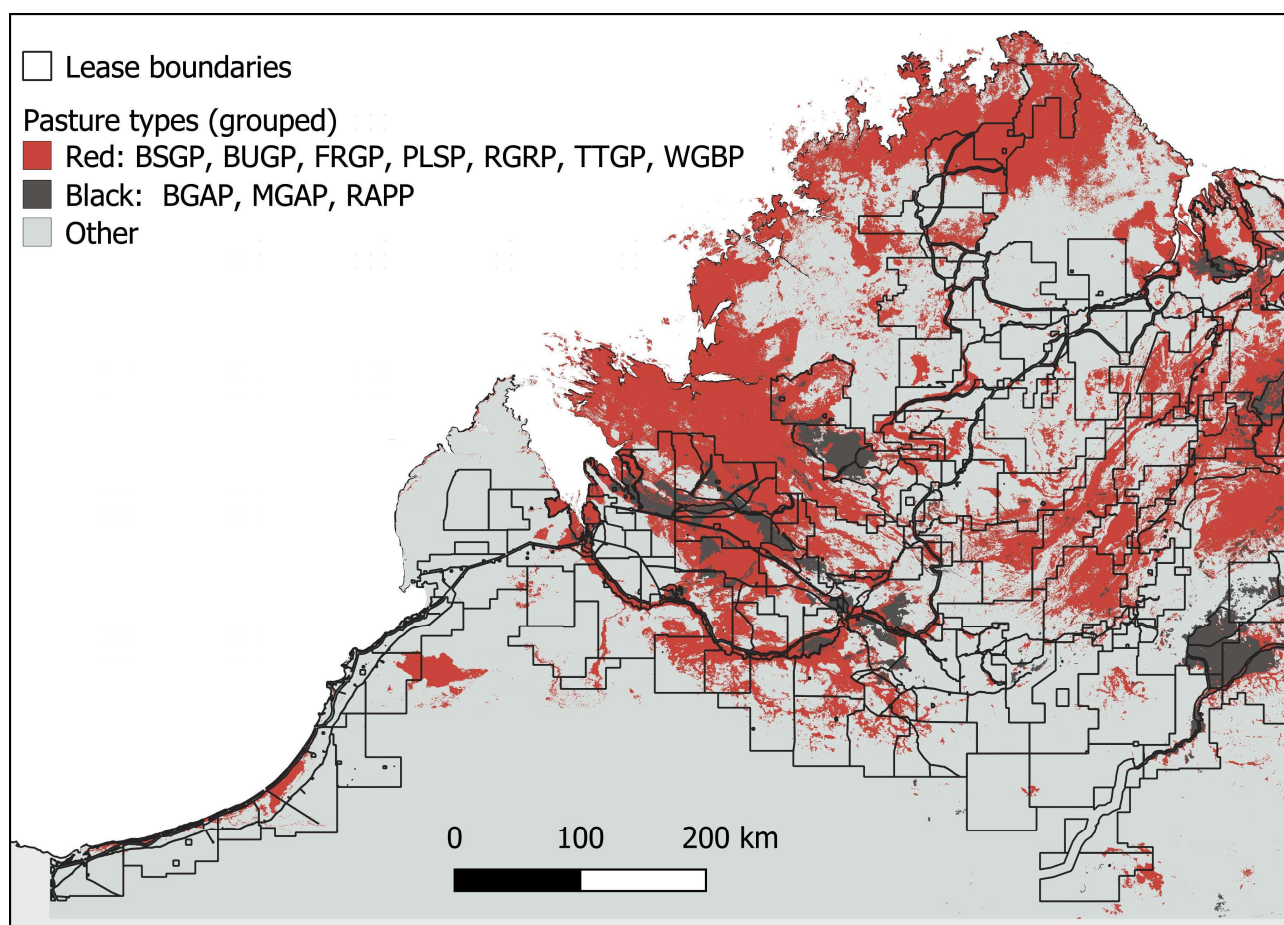 Lease boundaries
Pasture types (grouped)
Red: BSGP, BUGP, FRGP, PLSP, RGRP, TTGP, WGBP
Black: BGAP, MGAP, RAPP
Other
0 100 200 km